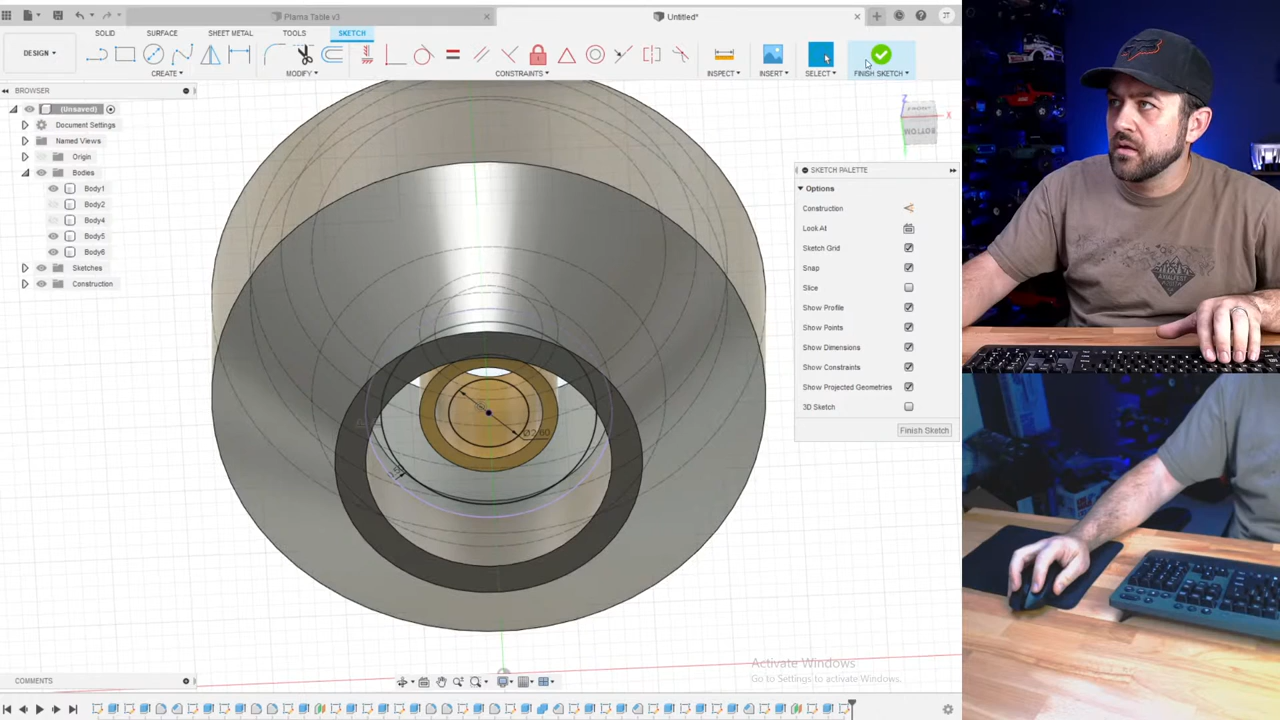 Plama Table v3
Untitled*
JT
DESIGN
SOLID
SURFACE
SHEET METAL
TOOLS
SKETCH
CREATE
MODIFY
CONSTRAINTS
INSPECT
INSERT
SELECT
FINISH SKETCH
BROWSER
(Unsaved)
Document Settings
Named Views
Origin
Bodies
Body1
Body2
Body4
Body5
Body6
Sketches
Construction
FRONT
BOTTOM
Z
X
SKETCH PALETTE
Options
Construction
Look At
Sketch Grid
Snap
Slice
Show Profile
Show Points
Show Dimensions
Show Constraints
Show Projected Geometries
3D Sketch
Finish Sketch
Activate Windows
Go to Settings to activate Windows.
COMMENTS